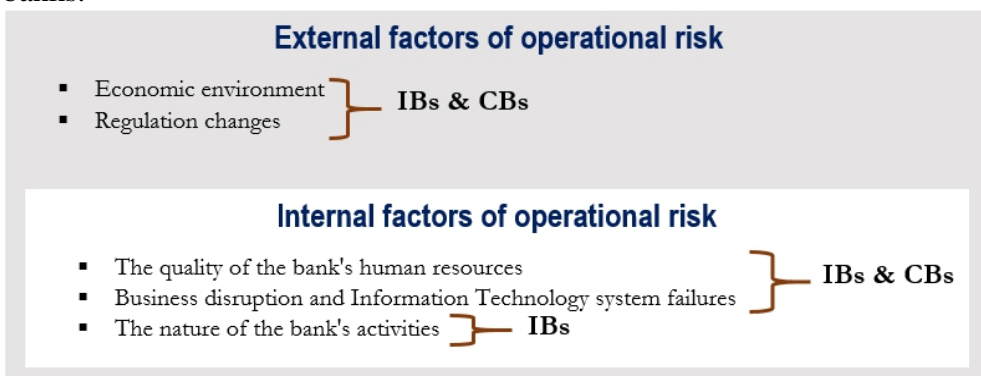 External factors of operational risk
▪ Economic environment
▪ Regulation changes
IBs & CBs
Internal factors of operational risk
▪ The quality of the bank's human resources
▪ Business disruption and Information Technology system failures
IBs & CBs
▪ The nature of the bank's activities
IBs